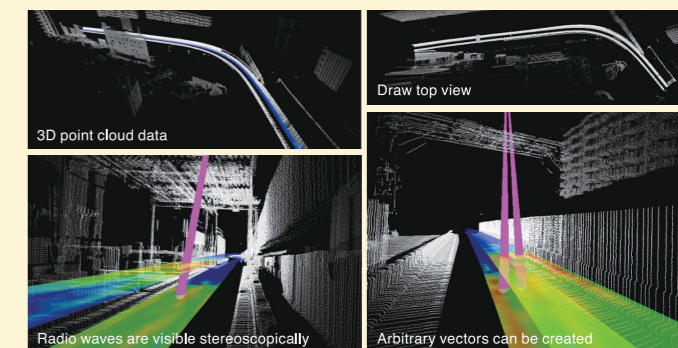 3D point cloud data
Draw top view
Radio waves are visible stereoscopically
Arbitrary vectors can be created